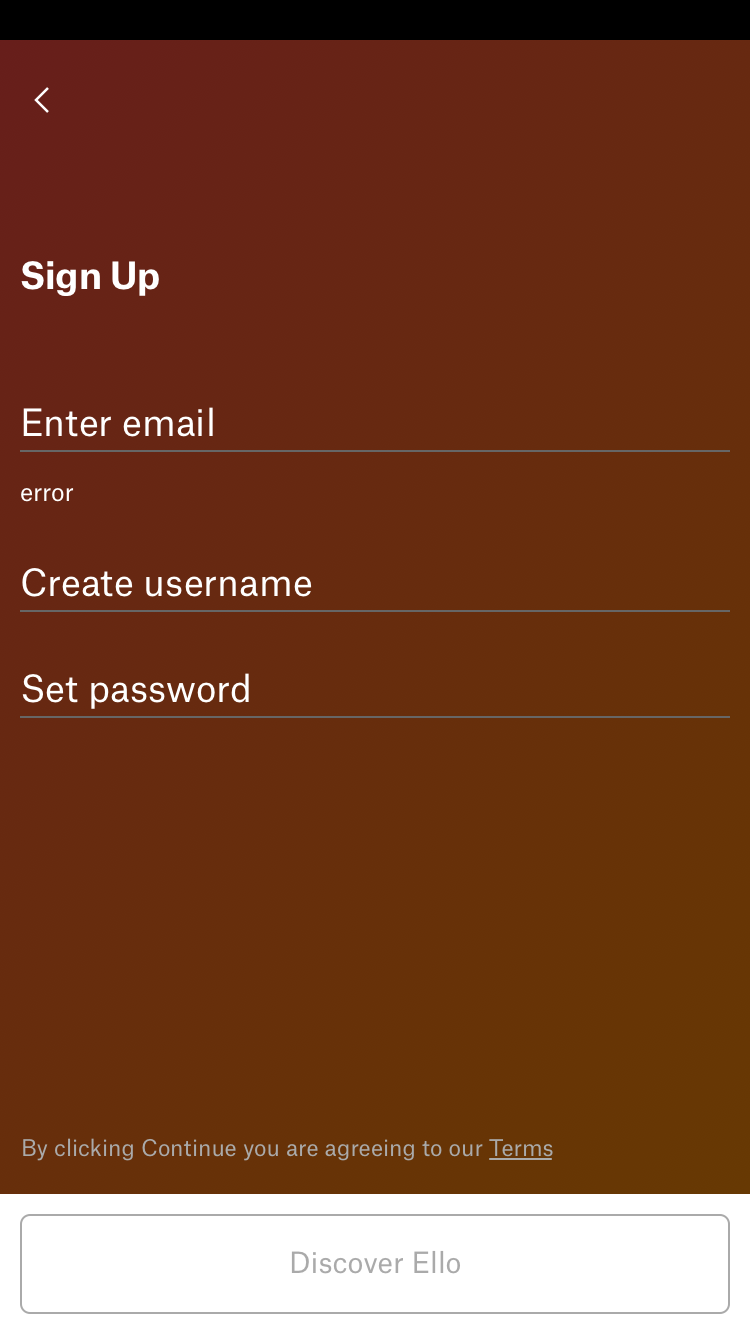 Sign Up
Enter email
error
Create username
Set password
By clicking Continue you are agreeing to our Terms
Discover Ello